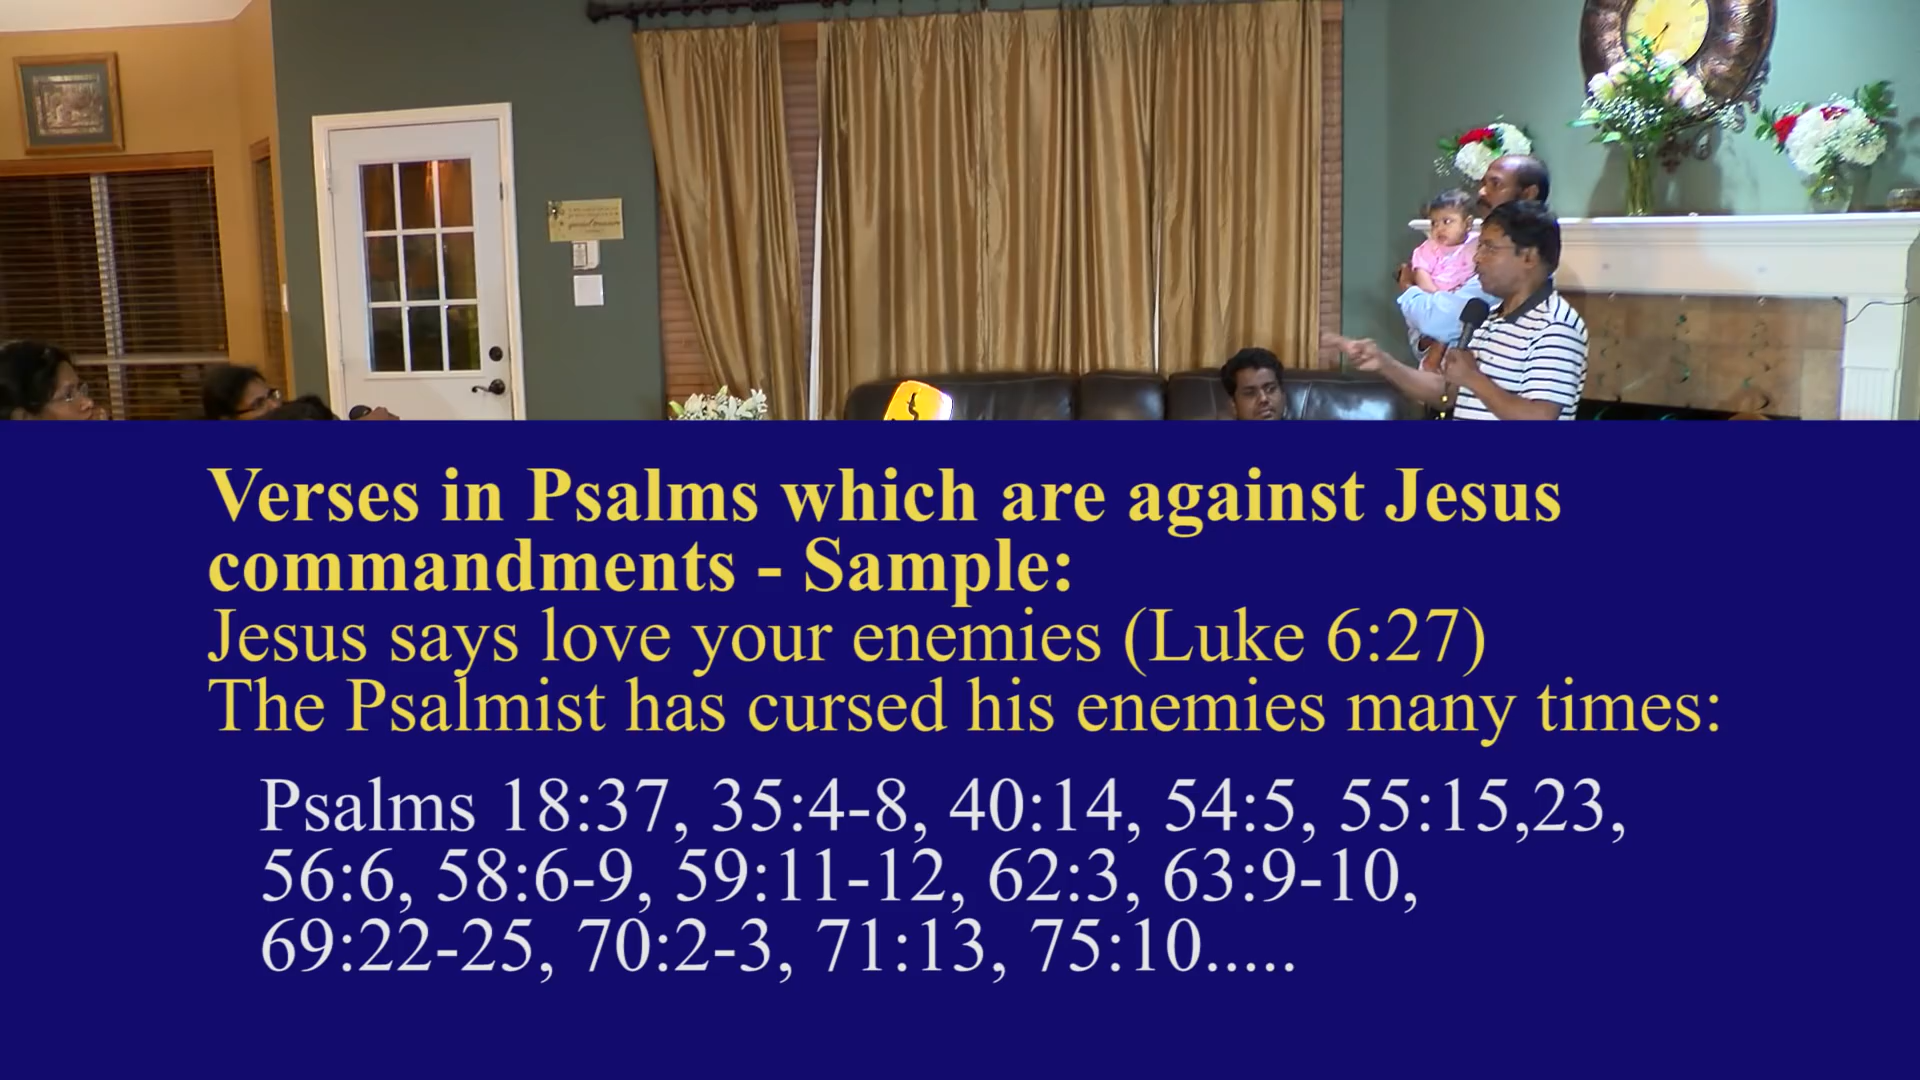 Verses in Psalms which are against Jesus
commandments - Sample:
Jesus says love your enemies (Luke 6:27)
The Psalmist has cursed his enemies many times:
Psalms 18:37, 35:4-8, 40:14, 54:5, 55:15,23,
56:6, 58:6-9, 59:11-12, 62:3, 63:9-10,
69:22-25, 70:2-3, 71:13, 75:10.....